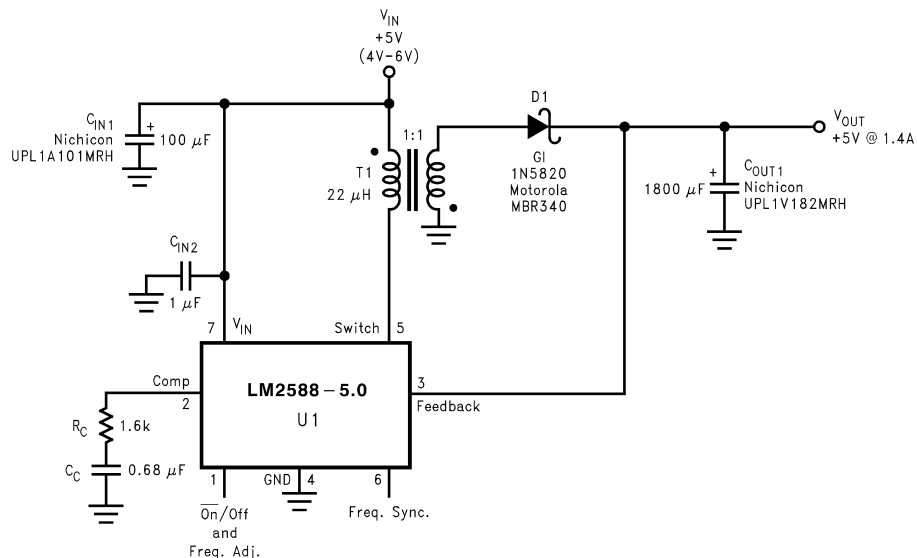 V_IN
+5V
(4V–6V)
C_IN1
Nichicon
UPL1A101MRH
+
100 μF
1:1
T1
22 μH
D1
GI
1N5820
Motorola
MBR340
V_OUT
+5V @ 1.4A
+
1800 μF
C_OUT1
Nichicon
UPL1V182MRH
C_IN2
1 μF
7
V_IN
Switch
5
Comp
2
LM2588–5.0
U1
3
Feedback
R_C
1.6k
C_C
0.68 μF
1
GND
4
6
On/Off
and
Freq. Adj.
Freq. Sync.